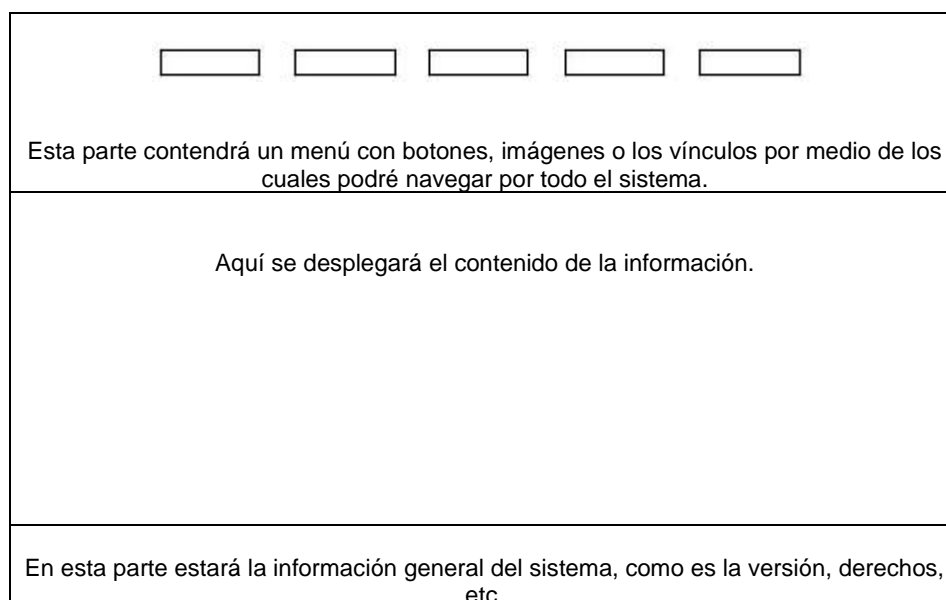 Esta parte contendrá un menú con botones, imágenes o los vínculos por medio de los
cuales podré navegar por todo el sistema.
Aquí se desplegará el contenido de la información.
En esta parte estará la información general del sistema, como es la versión, derechos,
etc